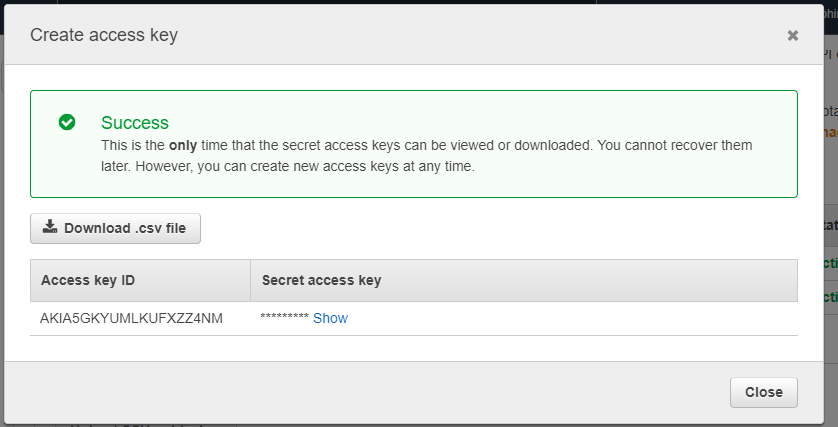 Create access key
Success
This is the only time that the secret access keys can be viewed or downloaded. You cannot recover them
later. However, you can create new access keys at any time.
Download .csv file
Access key ID Secret access key
AKIA5GKYUMLKUFXZZ4NM ********* Show
Close